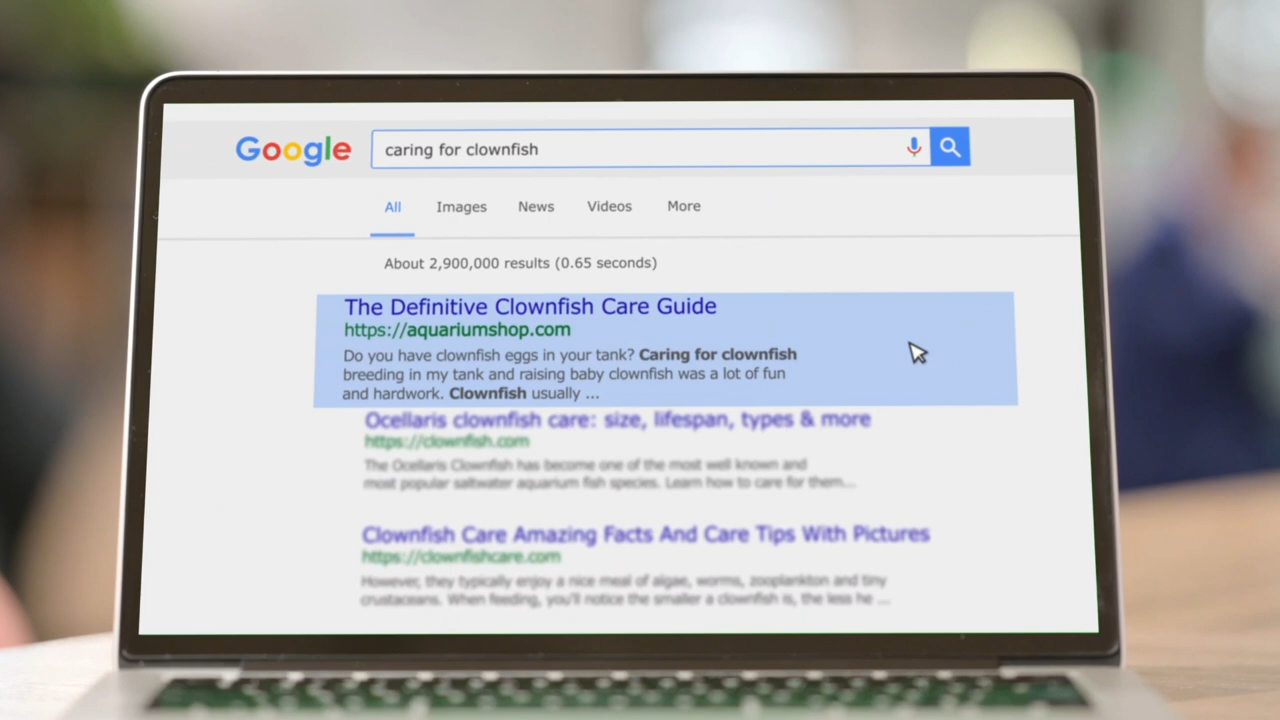 Google
caring for clownfish
All Images News Videos More
About 2,900,000 results (0.65 seconds)
The Definitive Clownfish Care Guide
https://aquariumshop.com
Do you have clownfish eggs in your tank? Caring for clownfish
breeding in my tank and raising baby clownfish was a lot of fun
and hardwork. Clownfish usually ...
Ocellaris clownfish care: size, lifespan, types & more
https://clownfish.com
The Ocellaris Clownfish has become one of the most well known and
most popular saltwater aquarium fish species. Learn how to care for them...
Clownfish Care Amazing Facts And Care Tips With Pictures
https://clownfishcare.com
However, they typically enjoy a nice meal of algae, worms, zooplankton and tiny
crustaceans. When feeding, you'll notice the smaller a clownfish is, the less he ...